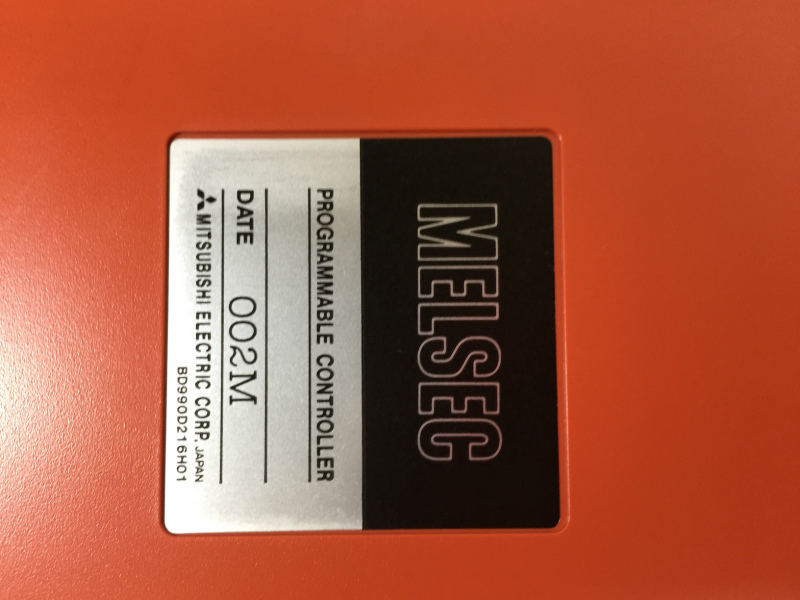 MELSEC
PROGRAMMABLE CONTROLLER
DATE 002M
MITSUBISHI ELECTRIC CORP. JAPAN
BD990D216H01